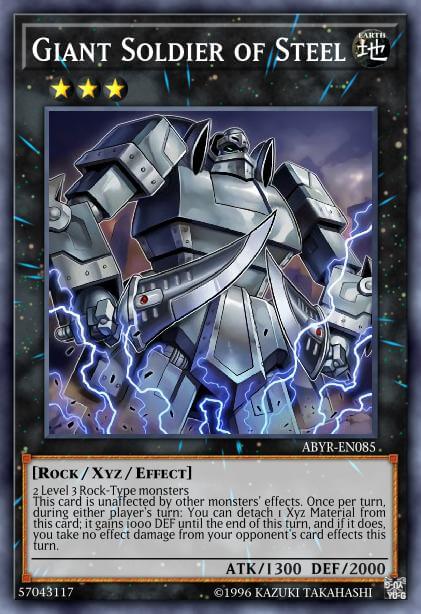 GIANT SOLDIER OF STEEL
EARTH
地
ABYR-EN085
[ROCK / XYZ / EFFECT]
2 Level 3 Rock-Type monsters
This card is unaffected by other monsters' effects. Once per turn,
during either player's turn: You can detach 1 Xyz Material from
this card; it gains 1000 DEF until the end of this turn, and if it does,
you take no effect damage from your opponent's card effects this
turn.
ATK/1300 DEF/2000
57043117
©1996 KAZUKI TAKAHASHI